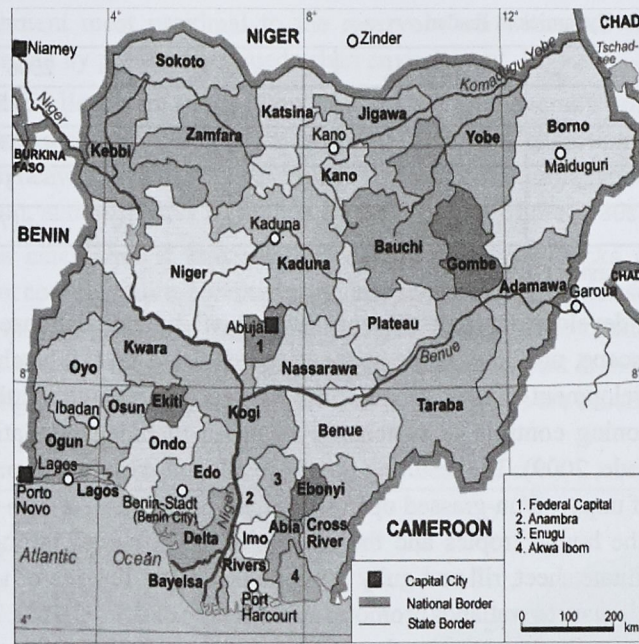 4°
8°
12°
CHAD
NIGER
Niamey
Zinder
Tschad-
see
Sokoto
Komadugu-Yobe
Katsina
Jigawa
Niger
Zamfara
Yobe
Borno
Kano
BURKINA
FASO
Kebbi
Maiduguri
Kano
BENIN
Kaduna
Bauchi
Niger
Kaduna
Gombe
CHAD
Adamawa
Garoua
Abuja
1
Plateau
Kwara
Benue
Oyo
Nassarawa
8°
8°
Ekiti
Ibadan
Osun
Kogi
Taraba
Benue
Ogun
Ondo
Lagos
Edo
3
Ebonyi
Porto
Novo
Lagos
Benin-Stadt
(Benin City)
Niger
2
Abia
Cross
River
CAMEROON
Delta
Imo
Atlantic Ocean
Bayelsa
Rivers
4
Port
Harcourt
4°
1. Federal Capital
2. Anambra
3. Enugu
4. Akwa Ibom
Capital City
National Border
State Border
0 100 200
km